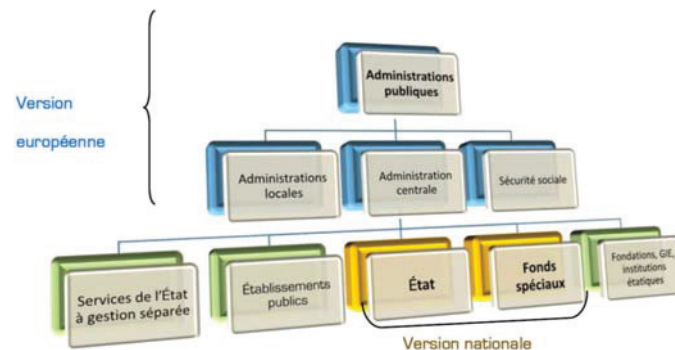 Version
européenne
Administrations
publiques
Administrations
locales
Administration
centrale
Sécurité sociale
Services de l'État
à gestion séparée
Établissements
publics
État
Fonds
spéciaux
Fondations, GIE,
institutions
étatiques
Version nationale